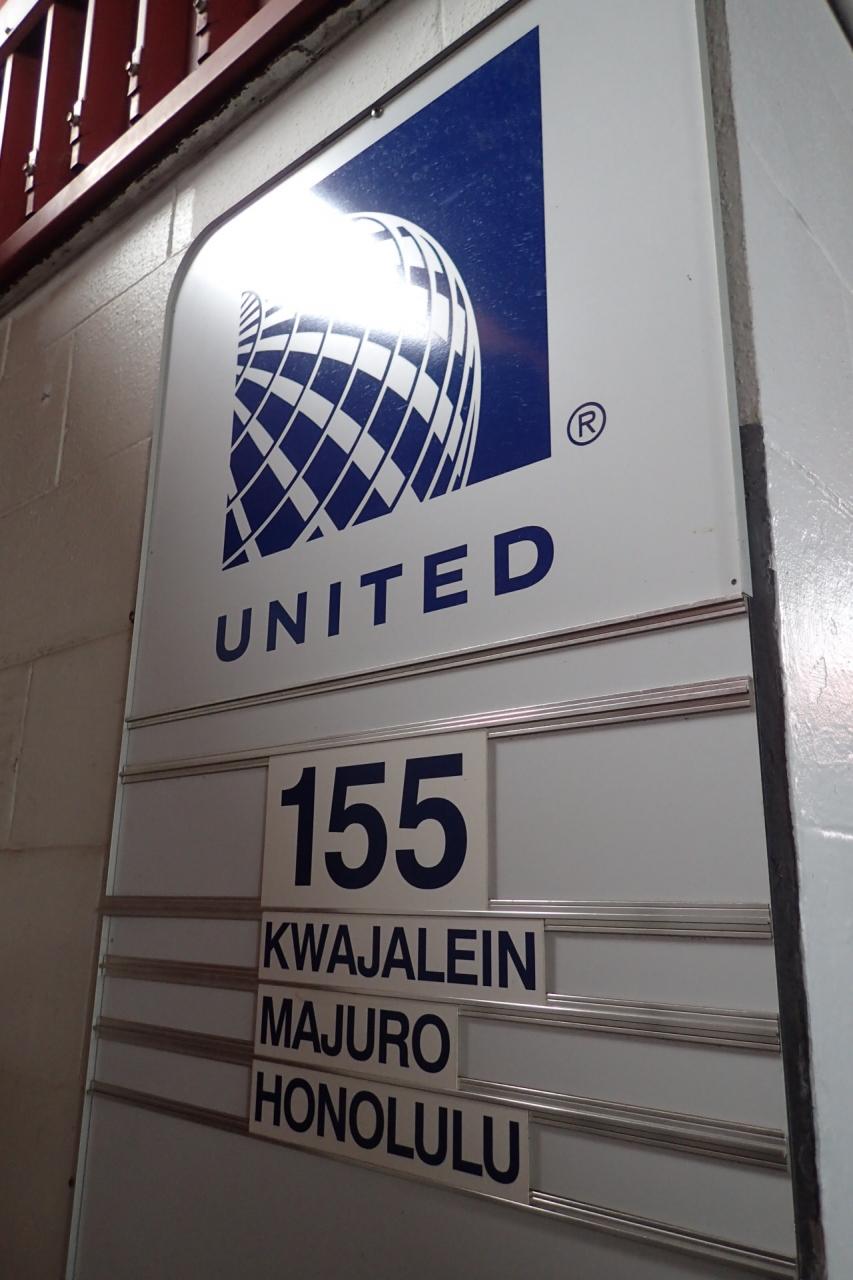 ®
UNITED
155
KWAJALEIN
MAJURO
HONOLULU